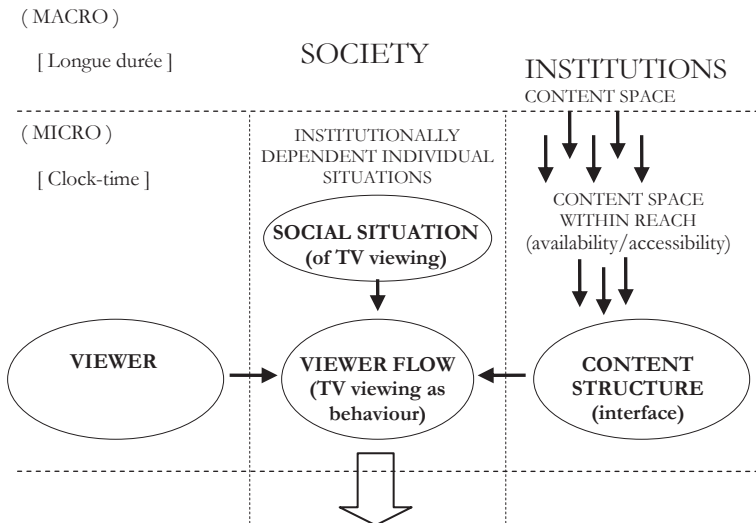 ( MACRO )
[ Longue durée ]
SOCIETY
INSTITUTIONS
CONTENT SPACE
( MICRO )
[ Clock-time ]
INSTITUTIONALLY
DEPENDENT INDIVIDUAL
SITUATIONS
CONTENT SPACE
WITHIN REACH
(availability/accessibility)
SOCIAL SITUATION
(of TV viewing)
VIEWER
VIEWER FLOW
(TV viewing as
behaviour)
CONTENT
STRUCTURE
(interface)